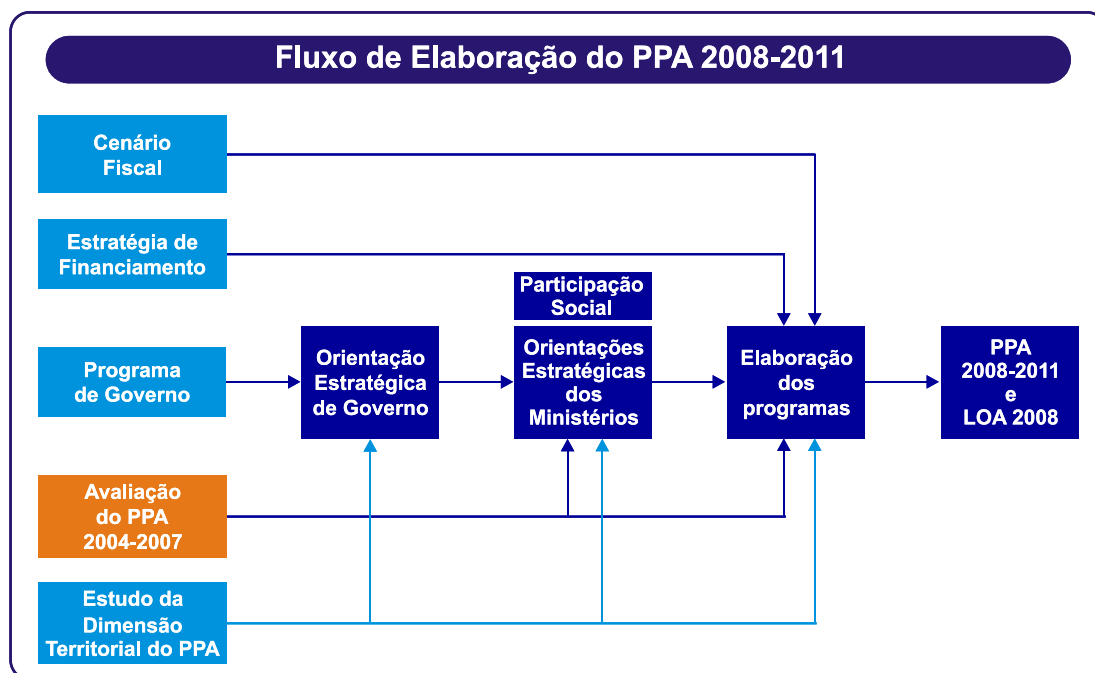 Fluxo de Elaboração do PPA 2008-2011
Cenário
Fiscal
Estratégia de
Financiamento
Participação
Social
Programa
de Governo
Orientação
Estratégica
de Governo
Orientações
Estratégicas
dos
Ministérios
Elaboração
dos
programas
PPA
2008-2011
e
LOA 2008
Avaliação
do PPA
2004-2007
Estudo da
Dimensão
Territorial do PPA